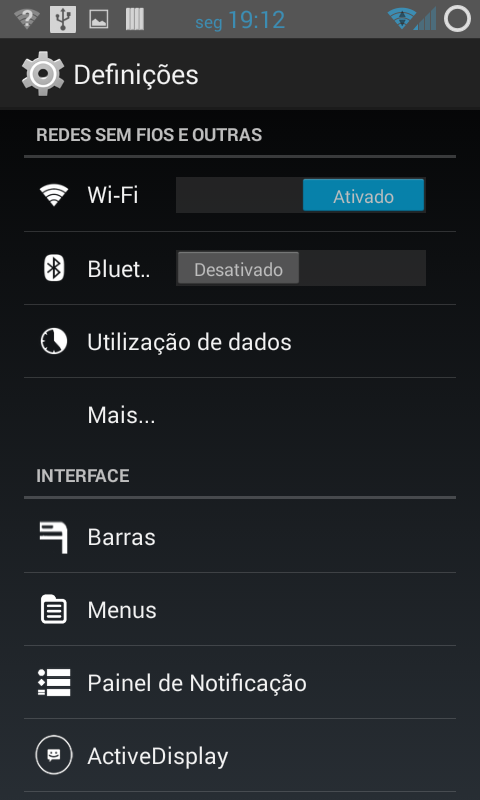 seg 19:12
Definições
REDES SEM FIOS E OUTRAS
Wi-Fi Ativado
Bluet.. Desativado
Utilização de dados
Mais...
INTERFACE
Barras
Menus
Painel de Notificação
ActiveDisplay